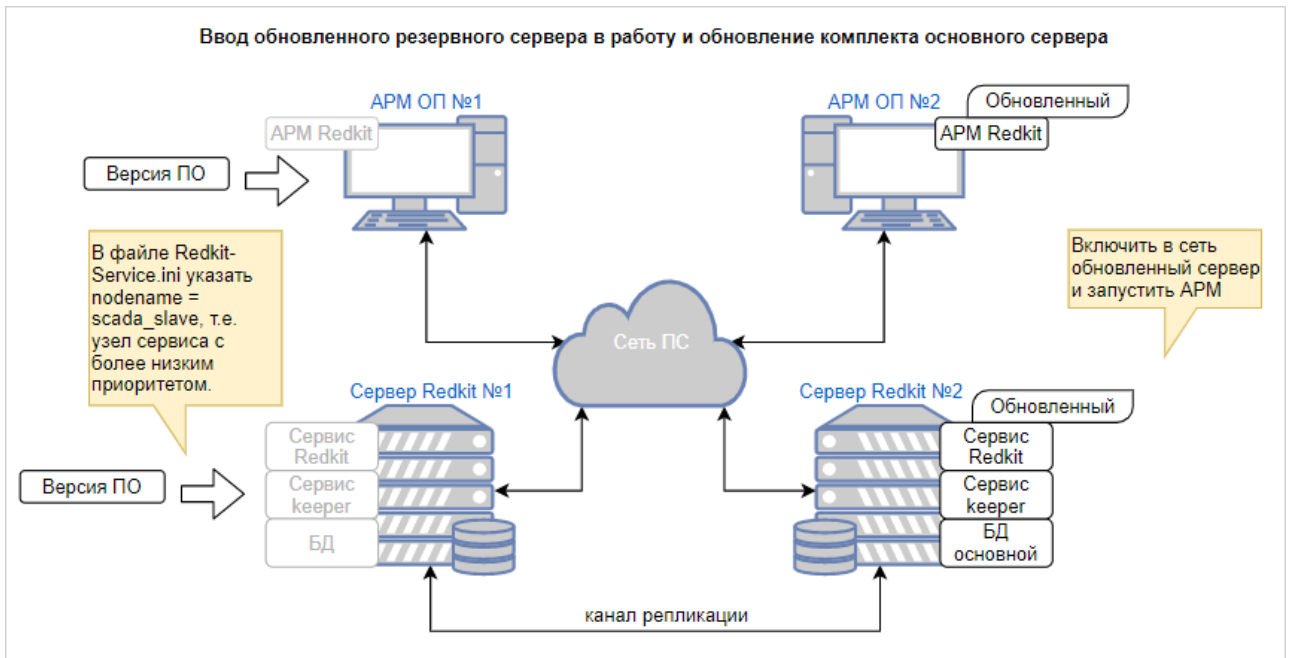 Ввод обновленного резервного сервера в работу и обновление комплекта основного сервера
АРМ ОП №1
АРМ ОП №2
Обновленный
АРМ Redkit
АРМ Redkit
Версия ПО
В файле Redkit-
Service.ini указать
nodename =
scada_slave, т.е.
узел сервиса с
более низким
приоритетом.
Включить в сеть
обновленный сервер
и запустить АРМ
Сеть ПС
Сервер Redkit №1
Сервер Redkit №2
Обновленный
Сервис
Redkit
Сервис
keeper
БД
Сервис
Redkit
Сервис
keeper
БД
основной
Версия ПО
канал репликации